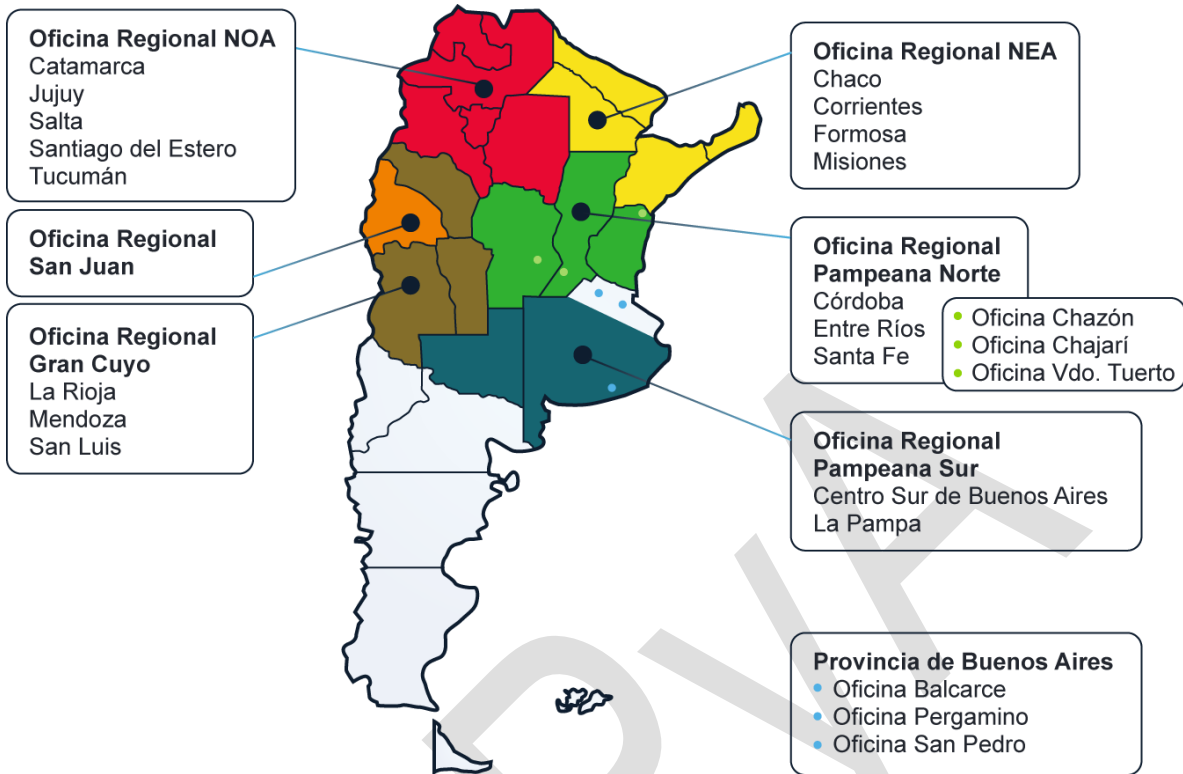 Oficina Regional NOA
Catamarca
Jujuy
Salta
Santiago del Estero
Tucumán
Oficina Regional
San Juan
Oficina Regional
Gran Cuyo
La Rioja
Mendoza
San Luis
Oficina Regional NEA
Chaco
Corrientes
Formosa
Misiones
Oficina Regional
Pampeana Norte
Córdoba
Entre Ríos
Santa Fe
• Oficina Chazón
• Oficina Chajarí
• Oficina Vdo. Tuerto
Oficina Regional
Pampeana Sur
Centro Sur de Buenos Aires
La Pampa
Provincia de Buenos Aires
• Oficina Balcarce
• Oficina Pergamino
• Oficina San Pedro